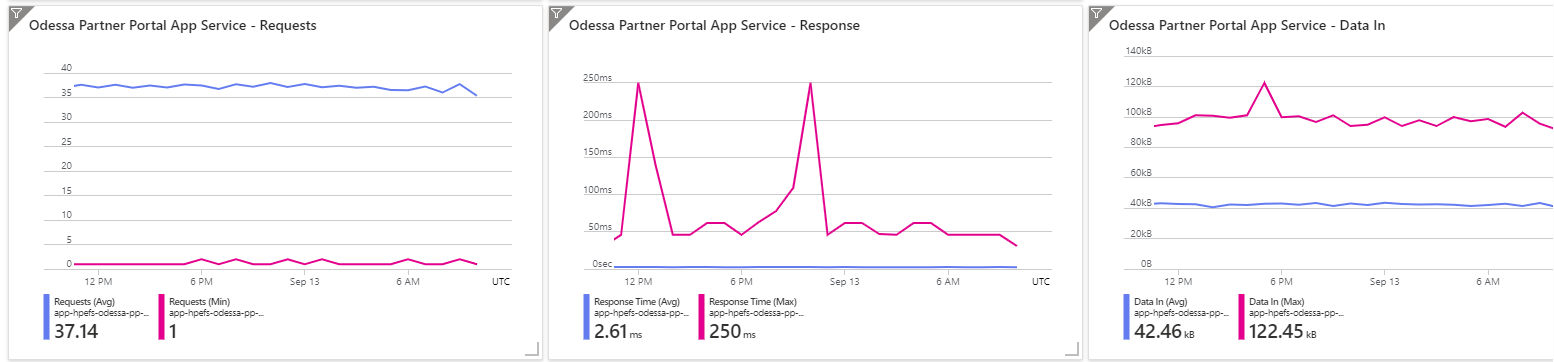 Odessa Partner Portal App Service - Requests
40
35
30
25
20
15
10
5
0
12 PM
6 PM
Sep 13
6 AM
UTC
Requests (Avg)
app-hpefs-odessa-pp-...
37.14
Requests (Min)
app-hpefs-odessa-pp-...
1
Odessa Partner Portal App Service - Response
250ms
200ms
150ms
100ms
50ms
0sec
12 PM
6 PM
Sep 13
6 AM
UTC
Response Time (Avg)
app-hpefs-odessa-pp-...
2.61 ms
Response Time (Max)
app-hpefs-odessa-pp-...
250 ms
Odessa Partner Portal App Service - Data In
140kB
120kB
100kB
80kB
60kB
40kB
20kB
0B
12 PM
6 PM
Sep 13
6 AM
Data In (Avg)
app-hpefs-odessa-pp-...
42.46 kB
Data In (Max)
app-hpefs-odessa-pp-...
122.45 kB